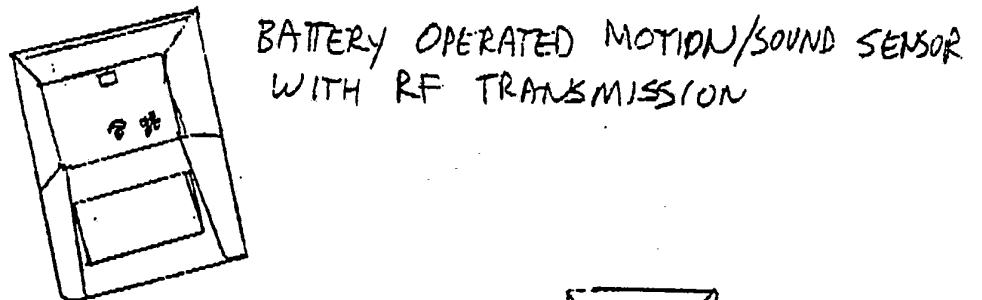 BATTERY OPERATED MOTION/SOUND SENSOR
WITH RF TRANSMISSION